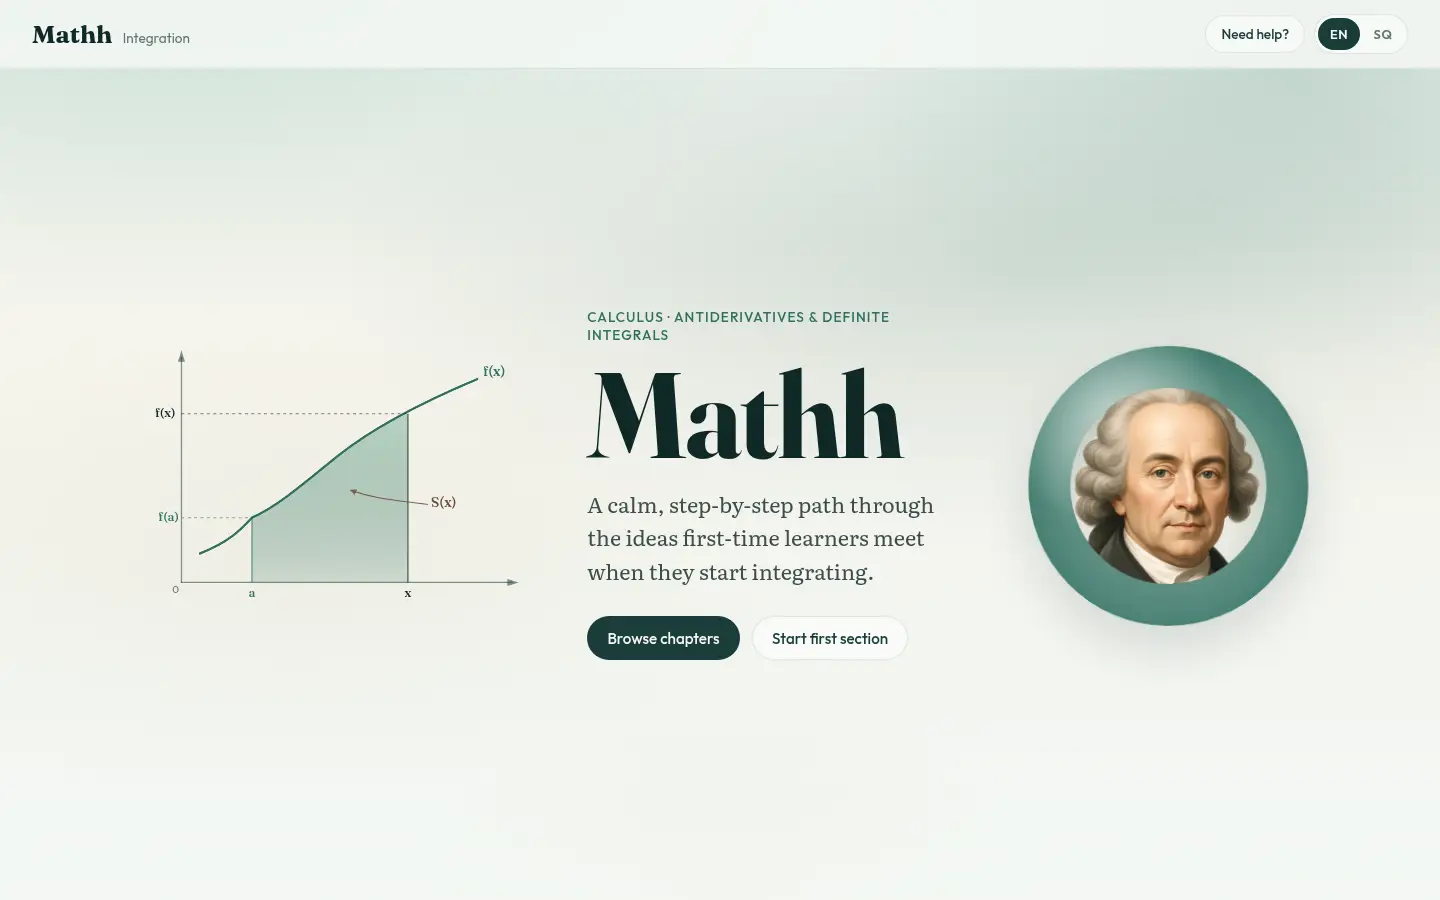 Mathh Integration
Need help?
EN SQ
f(x)
f(x)
S(x)
f(a)
0
a
x
CALCULUS · ANTIDERIVATIVES & DEFINITE
INTEGRALS
Mathh
A calm, step-by-step path through
the ideas first-time learners meet
when they start integrating.
Browse chapters
Start first section